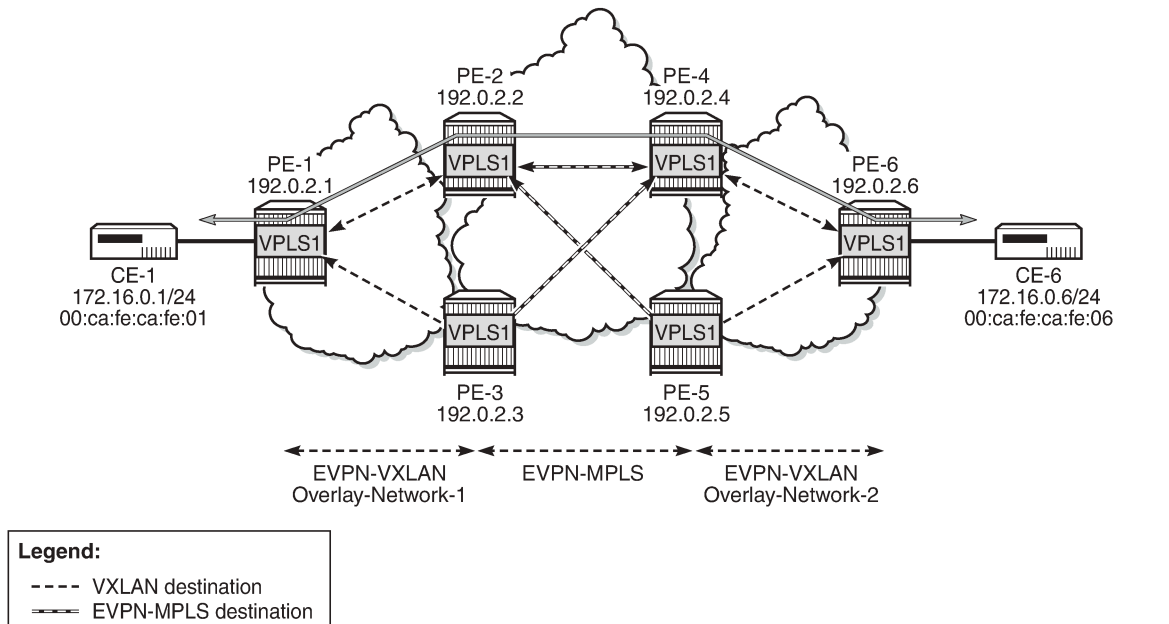 PE-2
192.0.2.2
PE-4
192.0.2.4
PE-1
192.0.2.1
PE-6
192.0.2.6
VPLS1
VPLS1
VPLS1
VPLS1
CE-1
172.16.0.1/24
00:ca:fe:ca:fe:01
CE-6
172.16.0.6/24
00:ca:fe:ca:fe:06
VPLS1
VPLS1
PE-3
192.0.2.3
PE-5
192.0.2.5
EVPN-VXLAN
Overlay-Network-1
EVPN-MPLS
EVPN-VXLAN
Overlay-Network-2
Legend:
VXLAN destination
EVPN-MPLS destination